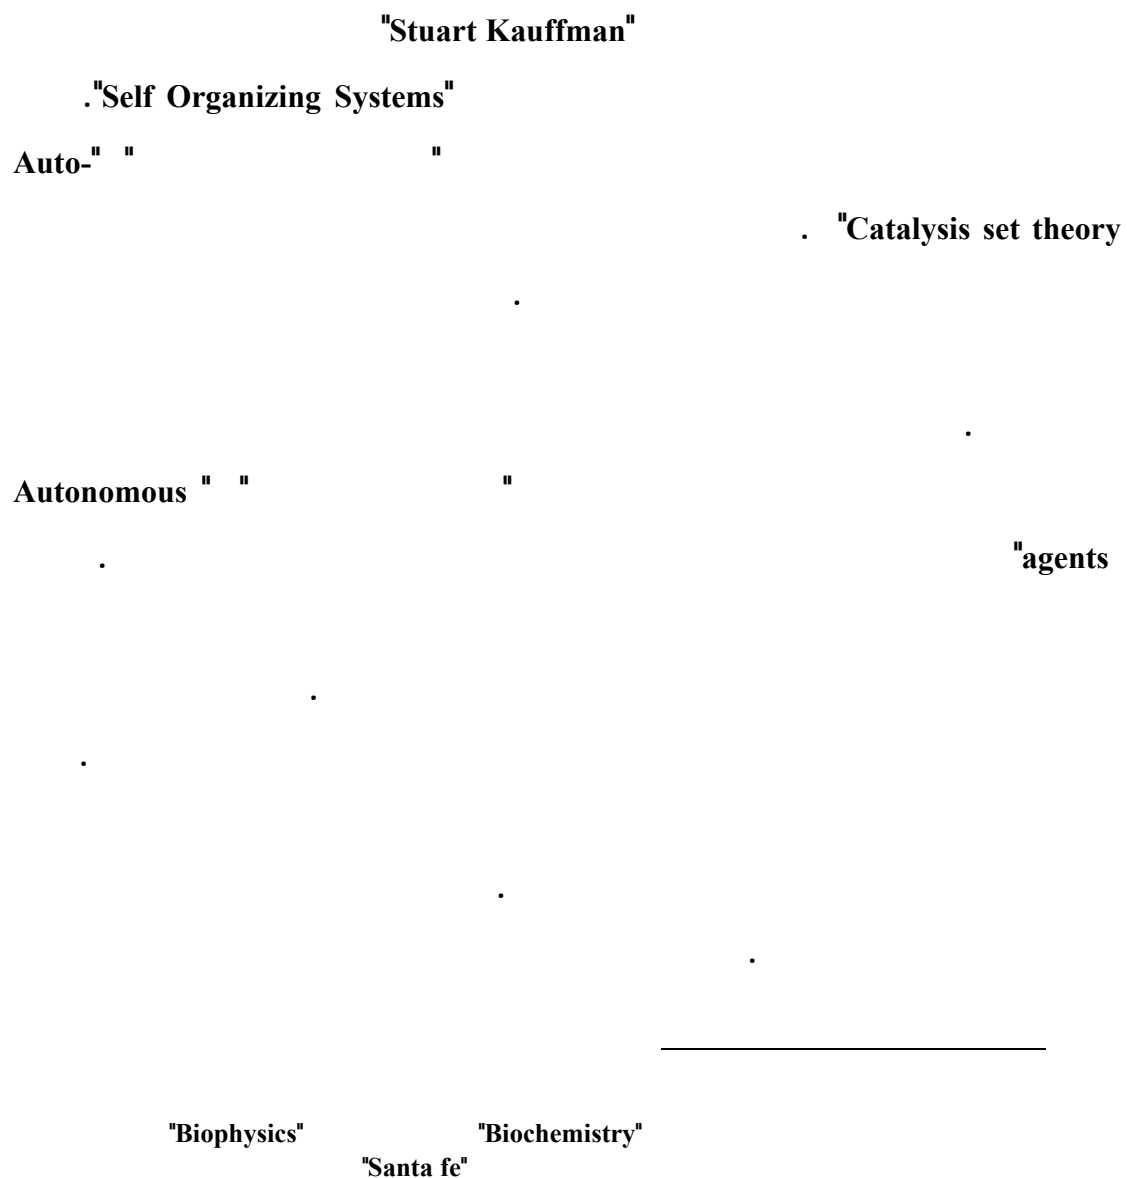 "Stuart Kauffman"
."Self Organizing Systems"
Auto-" " "
. "Catalysis set theory
.
.
Autonomous " " "
. "agents
.
.
.
.
"Biophysics" "Biochemistry"
"Santa fe"